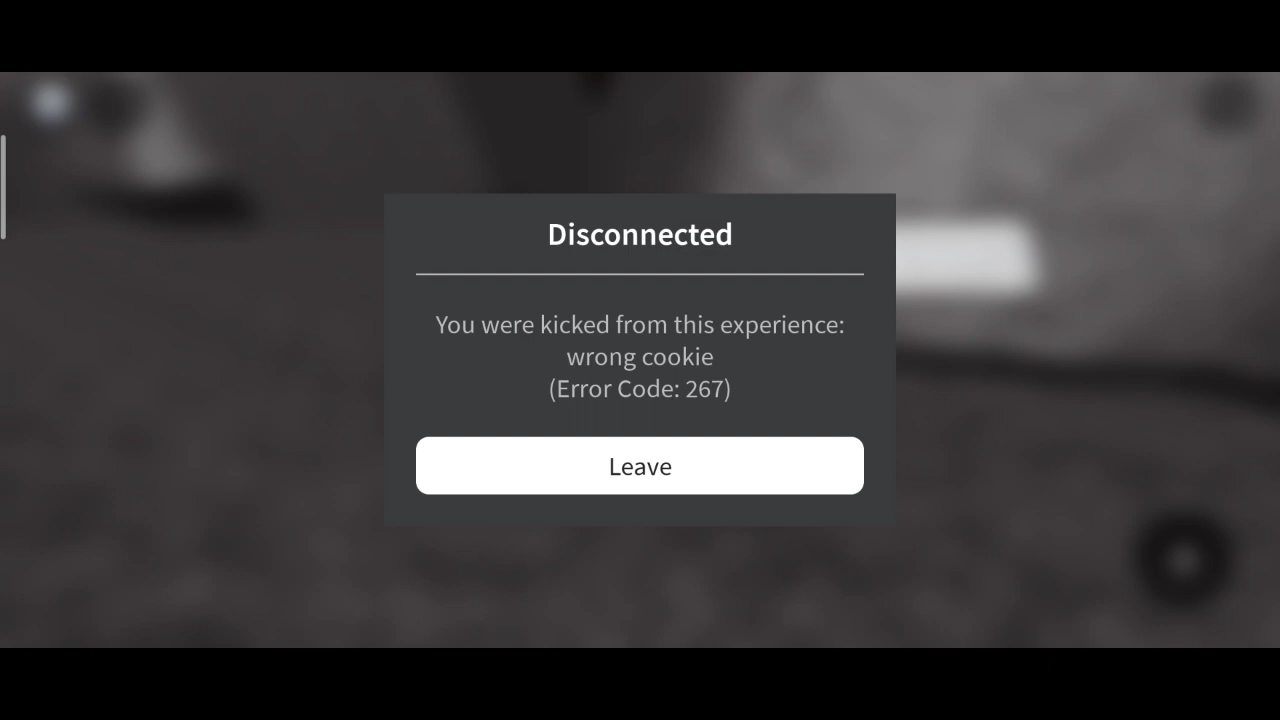 Disconnected
You were kicked from this experience:
wrong cookie
(Error Code: 267)
Leave